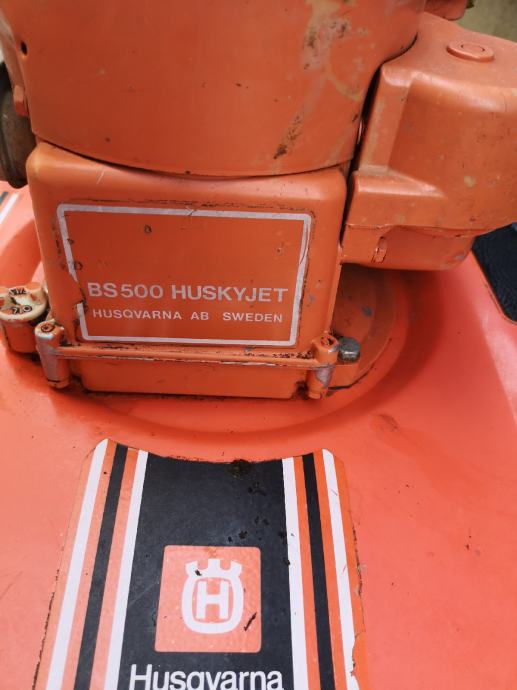 BS500 HUSKYJET
HUSQVARNA AB SWEDEN
H
Husqvarna